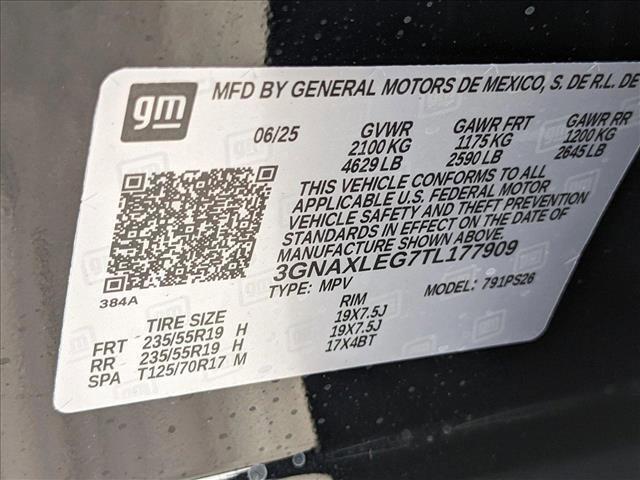 gm
MFD BY GENERAL MOTORS DE MEXICO, S. DE R.L. DE
06/25 GVWR GAWR FRT GAWR RR
2100 KG 1175 KG 1200 KG
4629 LB 2590 LB 2645 LB
THIS VEHICLE CONFORMS TO ALL
APPLICABLE U.S. FEDERAL MOTOR
VEHICLE SAFETY AND THEFT PREVENTION
STANDARDS IN EFFECT ON THE DATE OF
MANUFACTURE SHOWN ABOVE.
3GNAXLEG7TL177909
384A
TYPE: MPV MODEL: 791PS26
TIRE SIZE RIM
FRT 235/55R19 H 19X7.5J
RR 235/55R19 H 19X7.5J
SPA T125/70R17 M 17X4BT